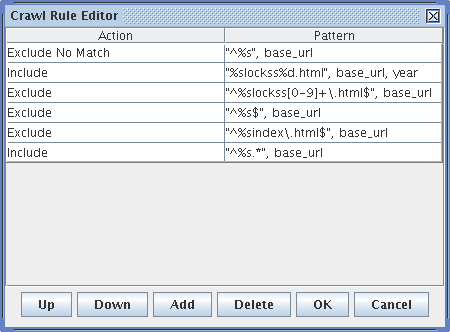 Crawl Rule Editor
Action Pattern
Exclude No Match "^%s", base_url
Include "%slockss%d.html", base_url, year
Exclude "^%slockss[0-9]+\.html$", base_url
Exclude "^%s$", base_url
Exclude "^%sindex\.html$", base_url
Include "^%s.*", base_url
Up Down Add Delete OK Cancel